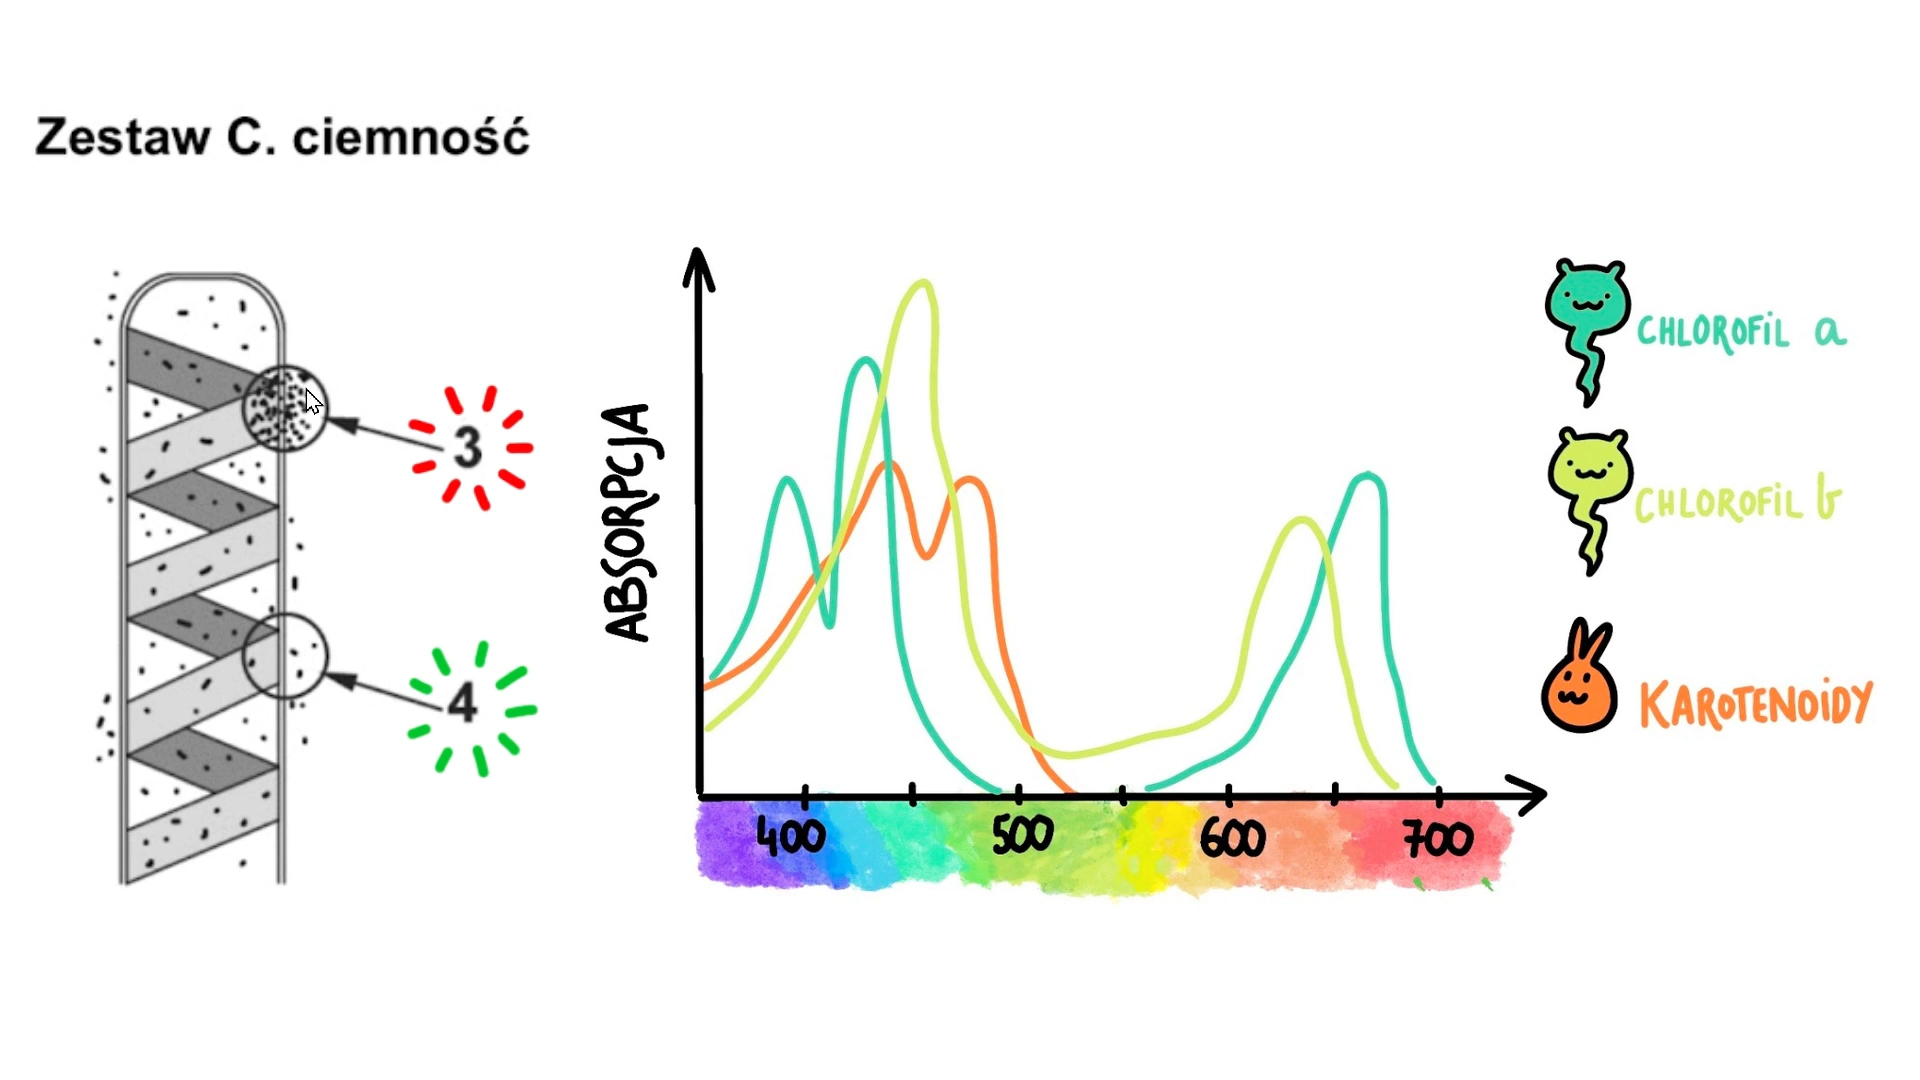 Zestaw C. ciemność
3
4
ABSORPCJA
400 500 600 700
CHLOROFiL a
CHLOROFiL b
KAROTENOiDY